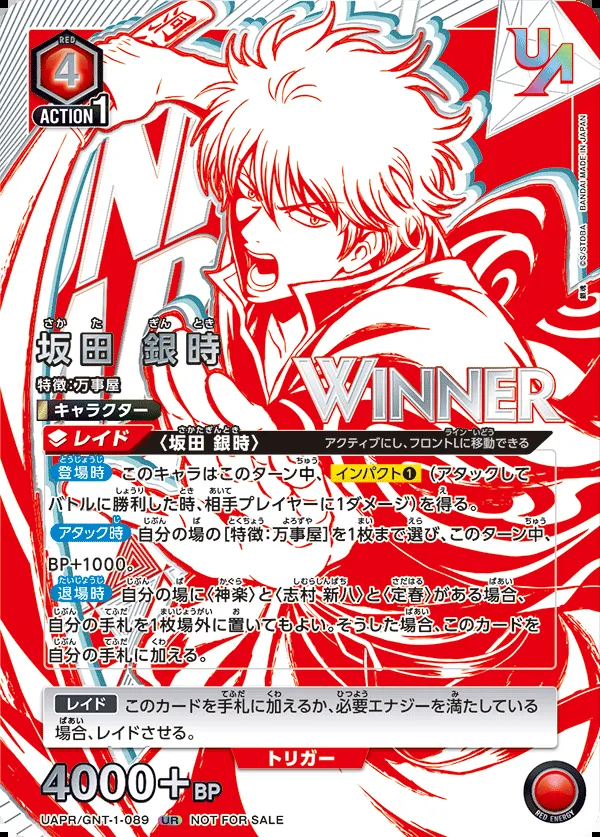 RED
4
ACTION 1
UA
銀魂 ©S/STDBA BANDAI MADE IN JAPAN
さかた ぎんとき
坂田 銀時
特徴:万事屋
WINNER
キャラクター
レイド 〈坂田 銀時〉 アクティブにし、フロントLに移動できる
登場時 このキャラはこのターン中、インパクト❶(アタックして
バトルに勝利した時、相手プレイヤーに1ダメージ)を得る。
アタック時 自分の場の[特徴:万事屋]を1枚まで選び、このターン中、
BP+1000。
退場時 自分の場に〈神楽〉と〈志村 新八〉と〈定春〉がある場合、
自分の手札を1枚場外に置いてもよい。そうした場合、このカードを
自分の手札に加える。
レイド このカードを手札に加えるか、必要エナジーを満たしている
場合、レイドさせる。
トリガー
4000+BP
RED ENERGY
UAPR/GNT-1-089 UR NOT FOR SALE